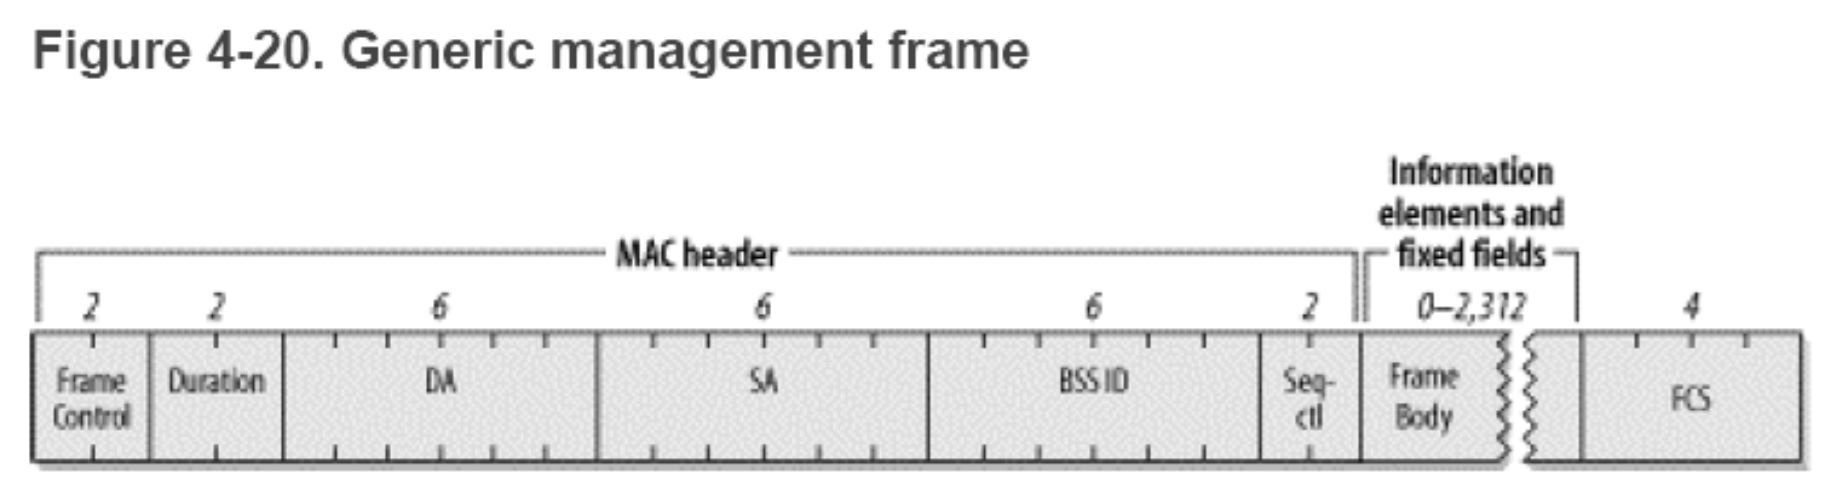 Figure 4-20. Generic management frame
Information
elements and
MAC header fixed fields
2 2 6 6 6 2 0–2,312 4
Frame
Control
Duration
DA
SA
BSS ID
Seq-
ctl
Frame
Body
FCS